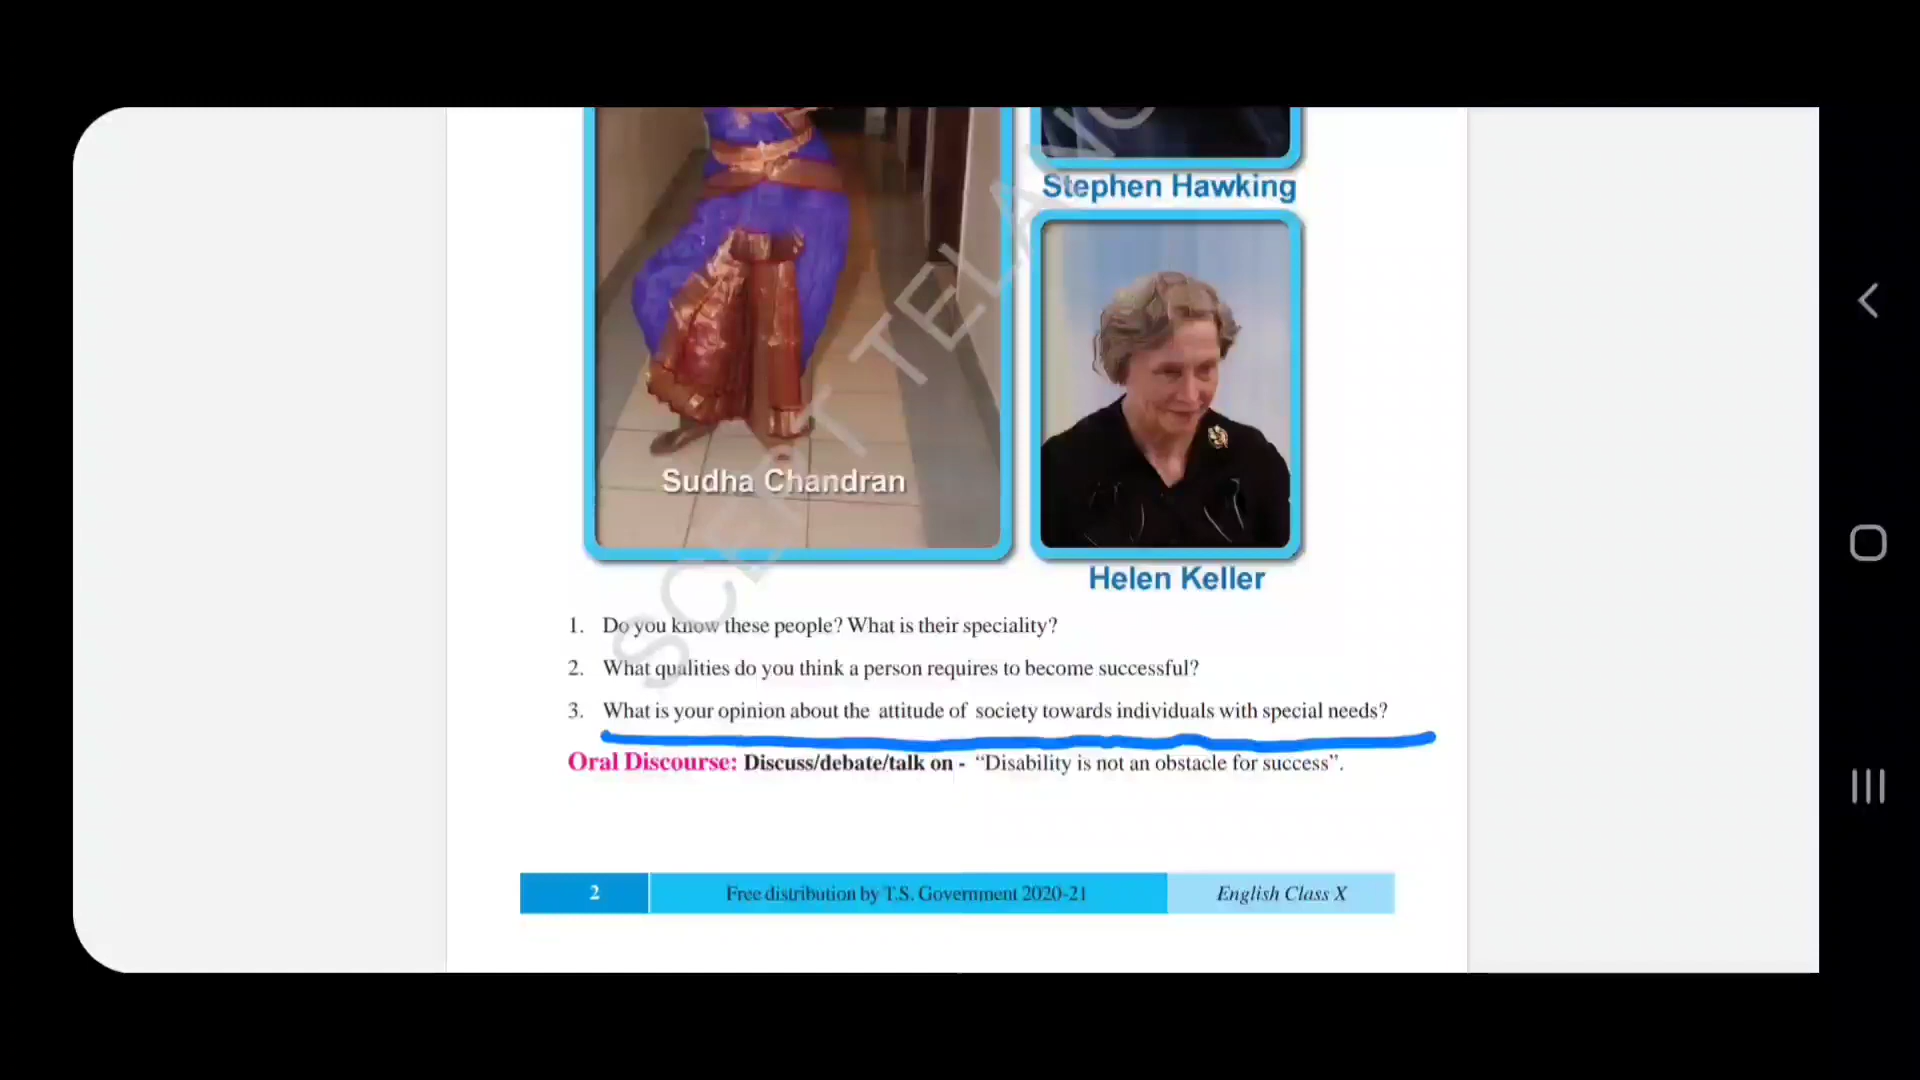 Stephen Hawking
Sudha Chandran
Helen Keller
SCERT TELANG
1. Do you know these people? What is their speciality?
2. What qualities do you think a person requires to become successful?
3. What is your opinion about the attitude of society towards individuals with special needs?
Oral Discourse: Discuss/debate/talk on - “Disability is not an obstacle for success”.
2 Free distribution by T.S. Government 2020-21 English Class X